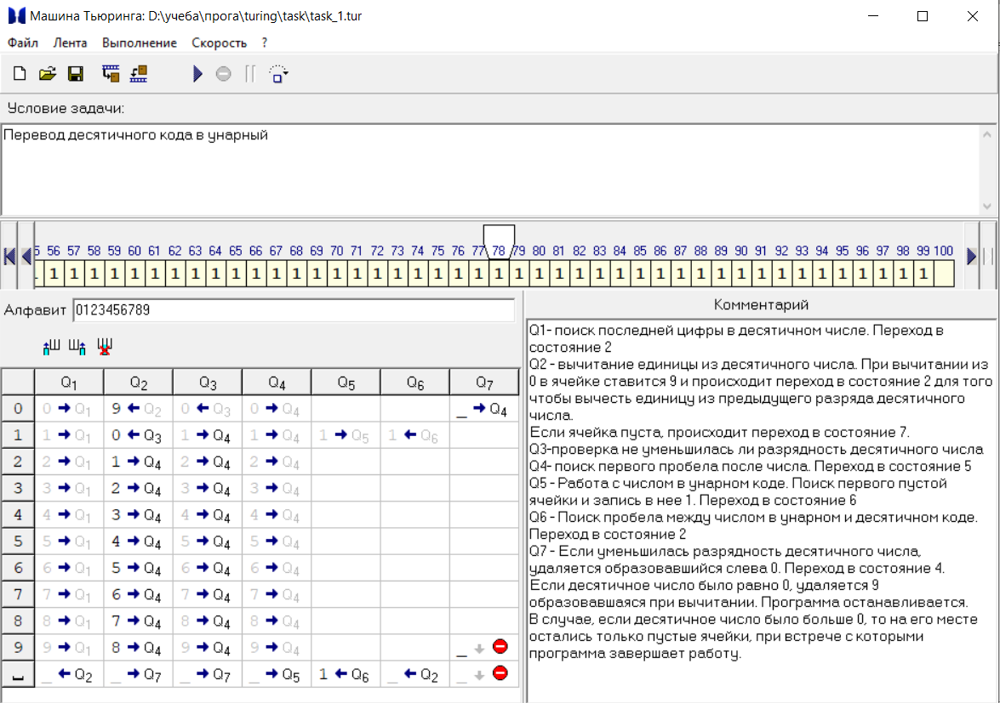 Машина Тьюринга: D:\учеба\прога\turing\task\task_1.tur
Файл Лента Выполнение Скорость ?
Условие задачи:
Перевод десятичного кода в унарный
56 57 58 59 60 61 62 63 64 65 66 67 68 69 70 71 72 73 74 75 76 77 78 79 80 81 82 83 84 85 86 87 88 89 90 91 92 93 94 95 96 97 98 99 100
1 1 1 1 1 1 1 1 1 1 1 1 1 1 1 1 1 1 1 1 1 1 1 1 1 1 1 1 1 1 1 1 1 1 1 1 1 1 1 1 1 1 1 1
Алфавит 0123456789
Q1 Q2 Q3 Q4 Q5 Q6 Q7
0 0 → Q1 9 ← Q2 0 ← Q3 0 → Q4 _ → Q4
1 1 → Q1 0 ← Q3 1 → Q4 1 → Q4 1 → Q5 1 ← Q6
2 2 → Q1 1 → Q4 2 → Q4 2 → Q4
3 3 → Q1 2 → Q4 3 → Q4 3 → Q4
4 4 → Q1 3 → Q4 4 → Q4 4 → Q4
5 5 → Q1 4 → Q4 5 → Q4 5 → Q4
6 6 → Q1 5 → Q4 6 → Q4 6 → Q4
7 7 → Q1 6 → Q4 7 → Q4 7 → Q4
8 8 → Q1 7 → Q4 8 → Q4 8 → Q4
9 9 → Q1 8 → Q4 9 → Q4 9 → Q4 _ ↓
_ ← Q2 _ → Q7 _ → Q7 _ → Q5 1 ← Q6 _ ← Q2 _ ↓
Комментарий
Q1- поиск последней цифры в десятичном числе. Переход в
состояние 2
Q2 - вычитание единицы из десятичного числа. При вычитании из
0 в ячейке ставится 9 и происходит переход в состояние 2 для того
чтобы вычесть единицу из предыдущего разряда десятичного
числа.
Если ячейка пуста, происходит переход в состояние 7.
Q3-проверка не уменьшилась ли разрядность десятичного числа
Q4- поиск первого пробела после числа. Переход в состояние 5
Q5 - Работа с числом в унарном коде. Поиск первого пустой
ячейки и запись в нее 1. Переход в состояние 6
Q6 - Поиск пробела между числом в унарном и десятичном коде.
Переход в состояние 2
Q7 - Если уменьшилась разрядность десятичного числа,
удаляется образовавшийся слева 0. Переход в состояние 4.
Если десятичное число было равно 0, удаляется 9
образовавшаяся при вычитании. Программа останавливается.
В случае, если десятичное число было больше 0, то на его месте
остались только пустые ячейки, при встрече с которыми
программа завершает работу.